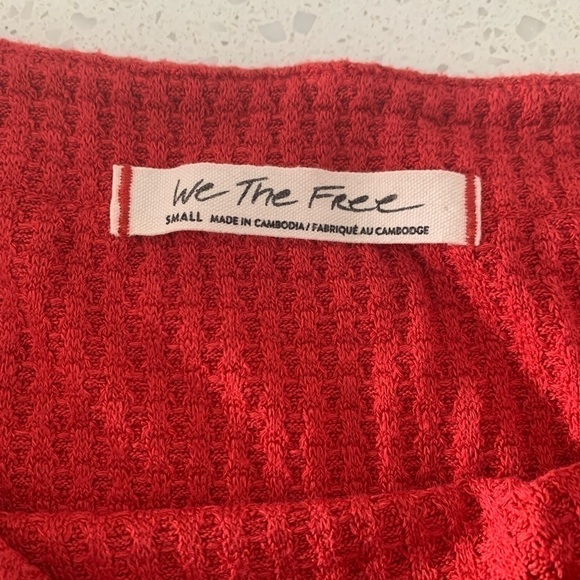 We The Free
SMALL MADE IN CAMBODIA / FABRIQUÉ AU CAMBODGE